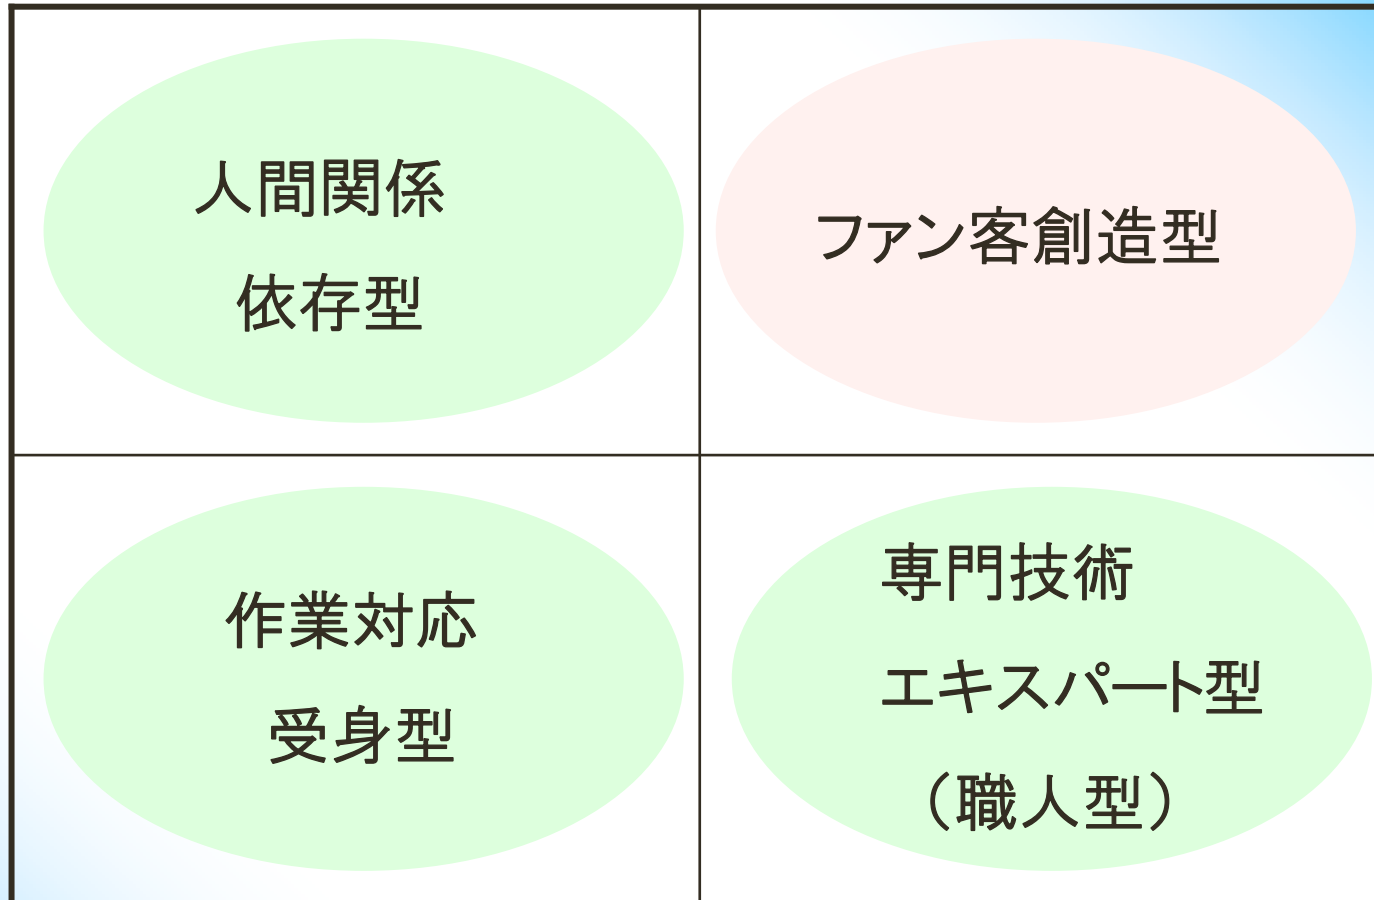 人間関係
依存型
ファン客創造型
作業対応
受身型
専門技術
エキスパート型
（職人型）